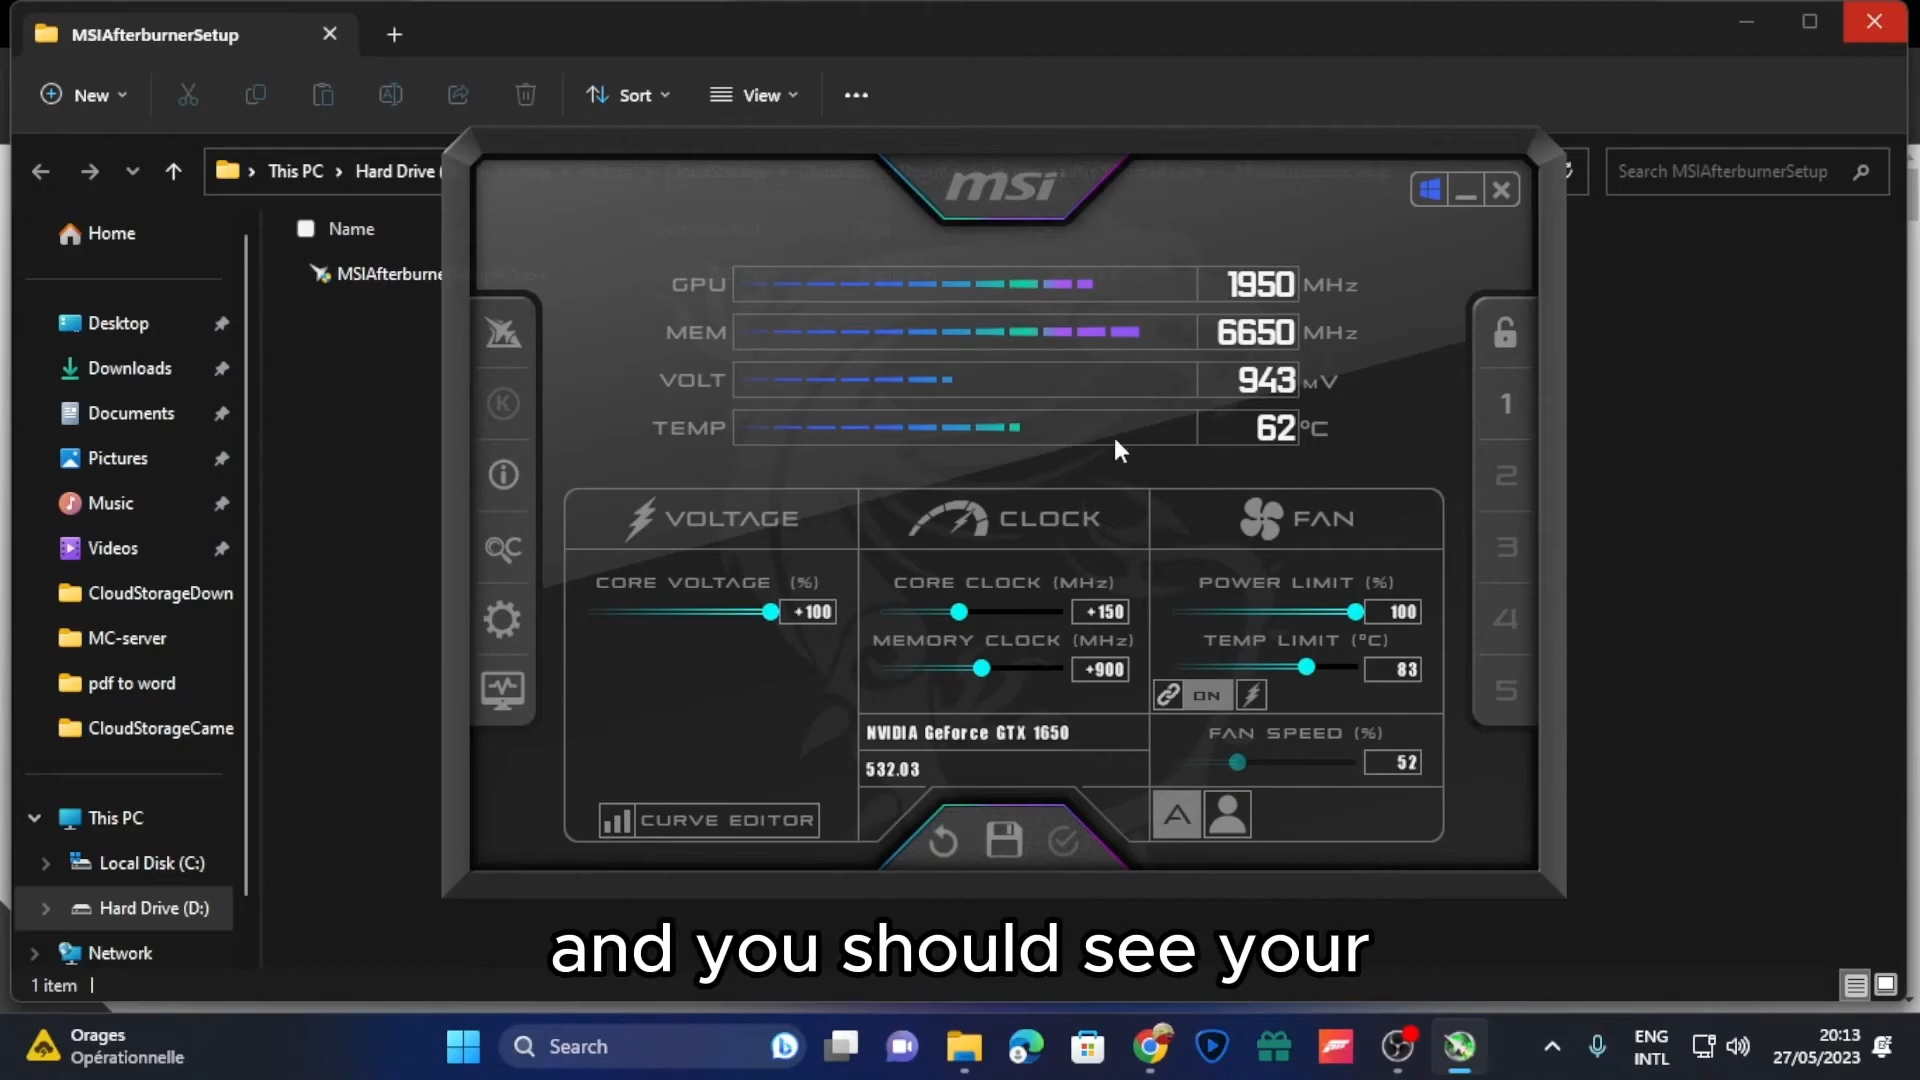 MSIAfterburnerSetup
New
Sort
View
This PC
Hard Drive (
Search MSIAfterburnerSetup
Home
Name
MSIAfterburne
Desktop
Downloads
Documents
Pictures
Music
Videos
CloudStorageDown
MC-server
pdf to word
CloudStorageCame
This PC
Local Disk (C:)
Hard Drive (D:)
Network
1 item
msi
GPU 1950 MHz
MEM 6650 MHz
VOLT 943 mV
TEMP 62 °C
K
OC
1
2
3
4
5
VOLTAGE
CLOCK
FAN
CORE VOLTAGE (%)
+100
CORE CLOCK (MHz)
+150
MEMORY CLOCK (MHz)
+900
POWER LIMIT (%)
100
TEMP LIMIT (°C)
83
ON
NVIDIA GeForce GTX 1650
532.03
FAN SPEED (%)
52
CURVE EDITOR
A
and you should see your
Orages
Opérationnelle
Search
ENG
INTL
20:13
27/05/2023